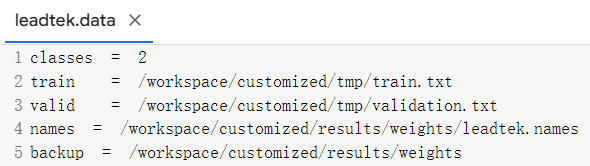 leadtek.data ×
1 classes = 2
2 train = /workspace/customized/tmp/train.txt
3 valid = /workspace/customized/tmp/validation.txt
4 names = /workspace/customized/results/weights/leadtek.names
5 backup = /workspace/customized/results/weights